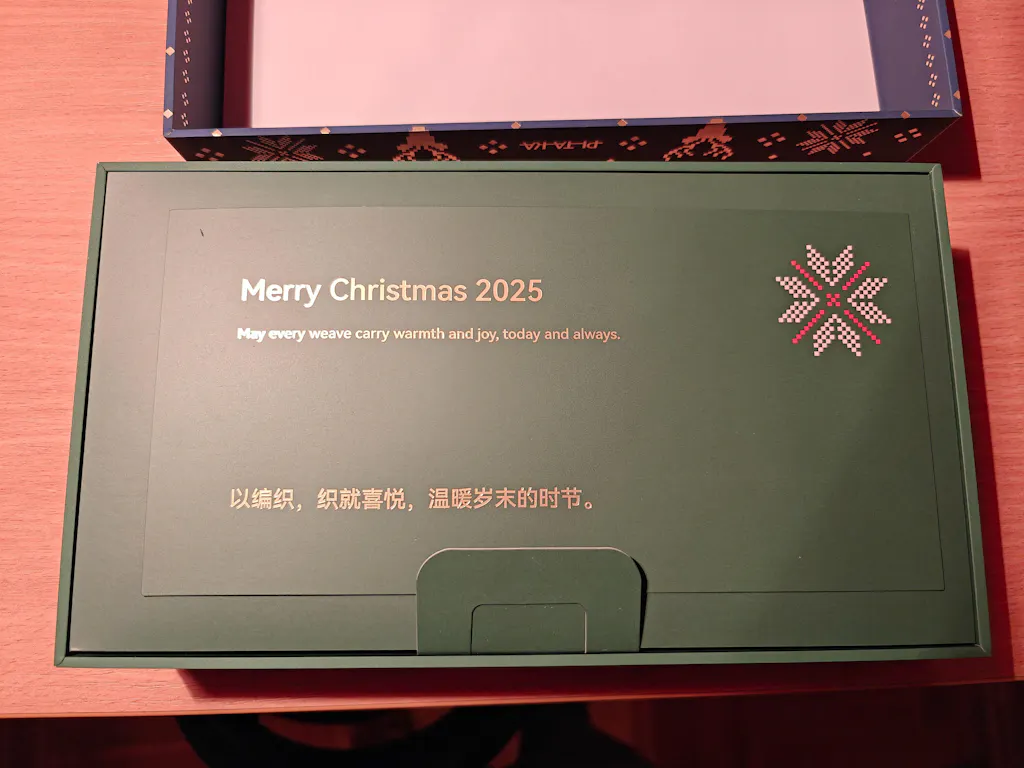 PITAKA
Merry Christmas 2025
May every weave carry warmth and joy, today and always.
以编织，织就喜悦，温暖岁末的时节。